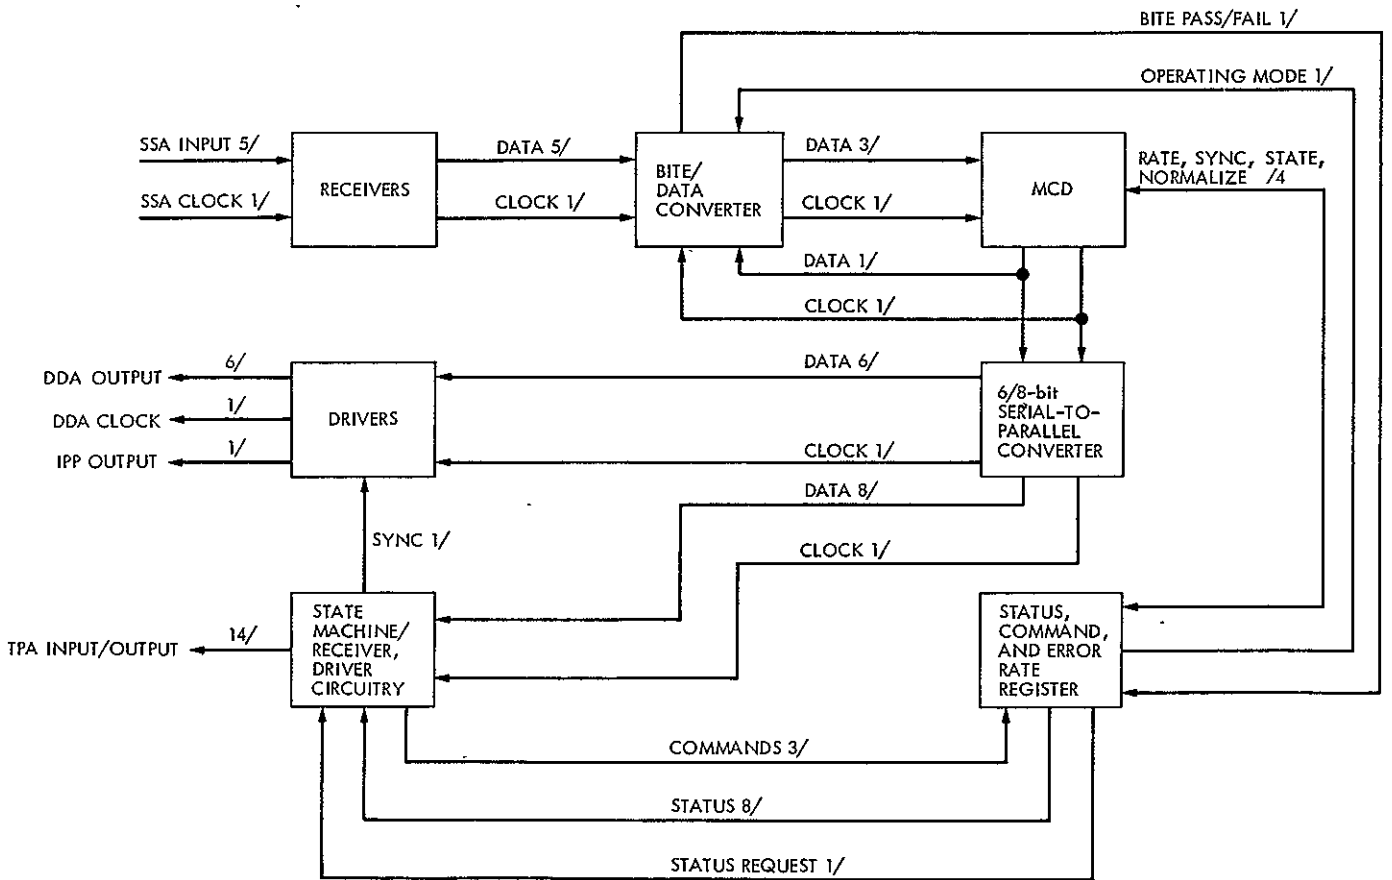 BITE PASS/FAIL 1/
OPERATING MODE 1/
SSA INPUT 5/
SSA CLOCK 1/
RECEIVERS
DATA 5/
CLOCK 1/
BITE/
DATA
CONVERTER
DATA 3/
CLOCK 1/
MCD
RATE, SYNC, STATE,
NORMALIZE /4
DATA 1/
CLOCK 1/
DDA OUTPUT
6/
DDA CLOCK
1/
IPP OUTPUT
1/
DRIVERS
DATA 6/
CLOCK 1/
6/8-bit
SERIAL-TO-
PARALLEL
CONVERTER
DATA 8/
CLOCK 1/
SYNC 1/
TPA INPUT/OUTPUT
14/
STATE
MACHINE/
RECEIVER,
DRIVER
CIRCUITRY
STATUS,
COMMAND,
AND ERROR
RATE
REGISTER
COMMANDS 3/
STATUS 8/
STATUS REQUEST 1/